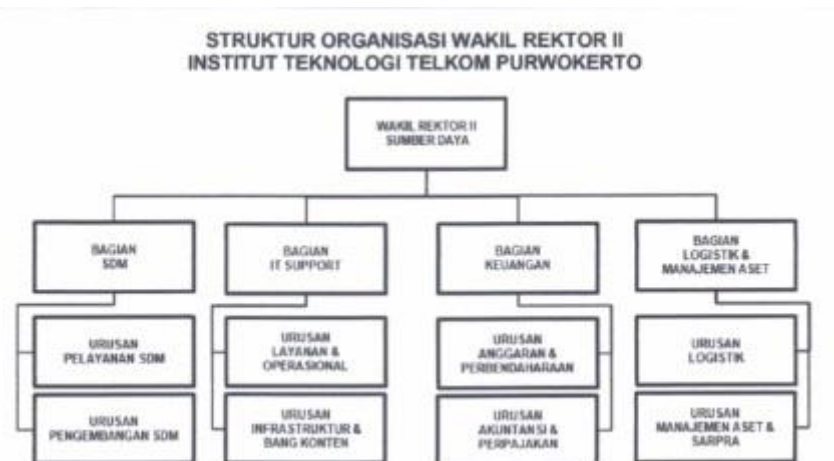 STRUKTUR ORGANISASI WAKIL REKTOR II
INSTITUT TEKNOLOGI TELKOM PURWOKERTO
WAKIL REKTOR II
SUMBER DAYA
BAGIAN
SDM
BAGIAN
IT SUPPORT
BAGIAN
KEUANGAN
BAGIAN
LOGISTIK &
MANAJEMEN ASET
URUSAN
PELAYANAN SDM
URUSAN
LAYANAN &
OPERASIONAL
URUSAN
ANGGARAN &
PERBENDAHARAAN
URUSAN
LOGISTIK
URUSAN
PENGEMBANGAN SDM
URUSAN
INFRASTRUKTUR &
BANG KONTEN
URUSAN
AKUNTANSI &
PERPAJAKAN
URUSAN
MANAJEMEN ASET &
SARPRA